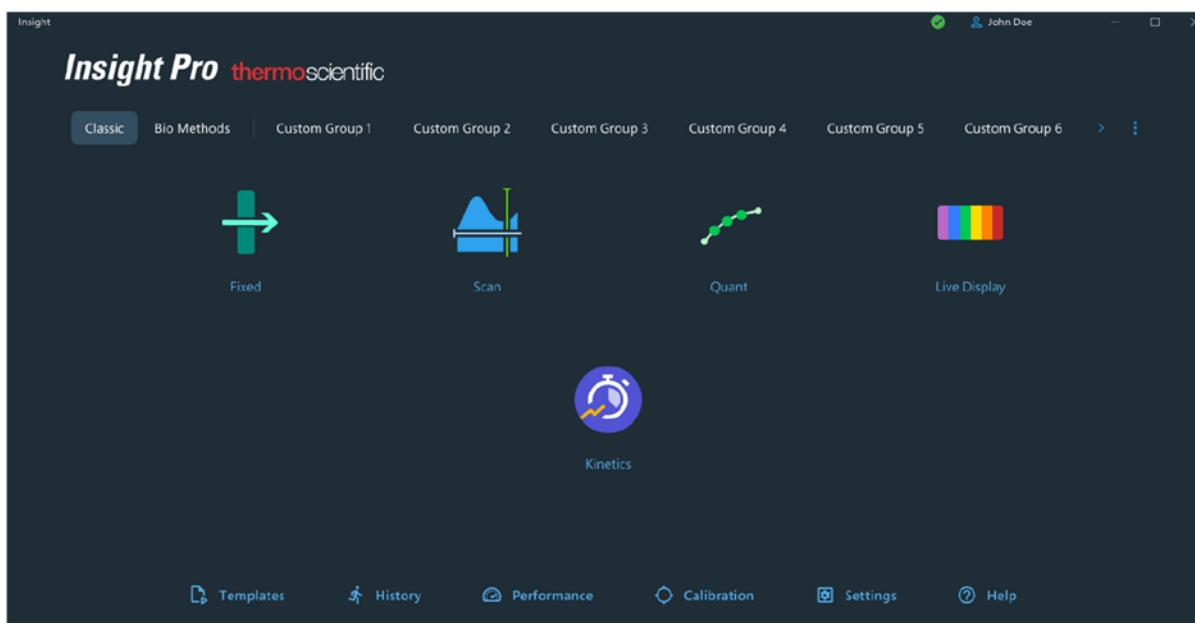 Insight John Doe
Insight Pro thermoscientific
Classic Bio Methods Custom Group 1 Custom Group 2 Custom Group 3 Custom Group 4 Custom Group 5 Custom Group 6
Fixed Scan Quant Live Display
Kinetics
Templates History Performance Calibration Settings Help